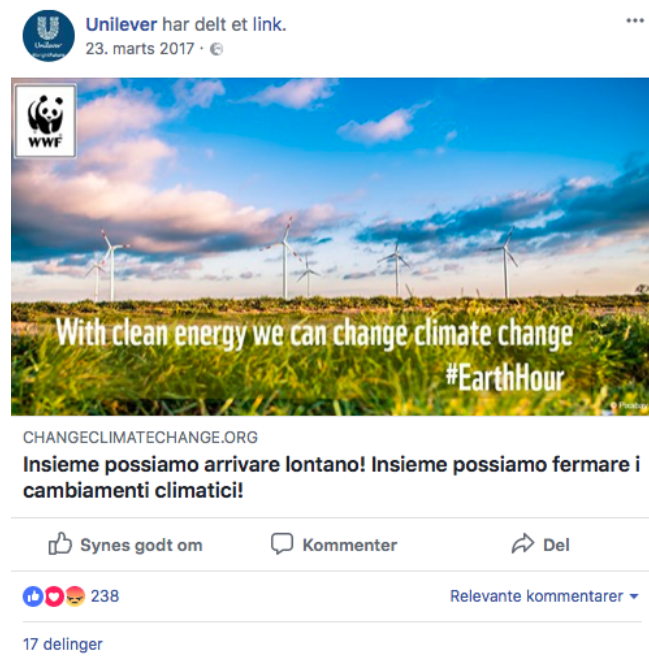 Unilever har delt et link.
23. marts 2017 ·
Unilever
WWF
With clean energy we can change climate change
#EarthHour
© Pixabay
CHANGECLIMATECHANGE.ORG
Insieme possiamo arrivare lontano! Insieme possiamo fermare i
cambiamenti climatici!
Synes godt om
Kommenter
Del
238
Relevante kommentarer
17 delinger